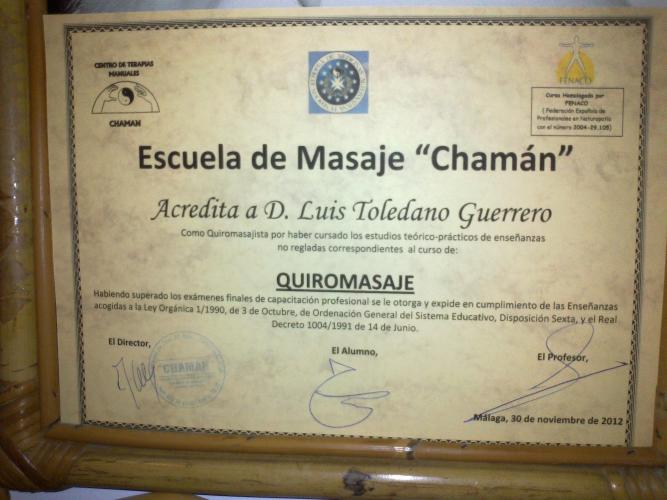 CENTRO DE TERAPIAS
MANUALES
CHAMAN
FENACO
Curso Homologado por
FENACO
( Federación Española de
Profesionales en Naturopatía
con el número 2004-29.105)
Escuela de Masaje “Chamán”
Acredita a D. Luis Toledano Guerrero
Como Quiromasajista por haber cursado los estudios teórico-prácticos de enseñanzas
no regladas correspondientes al curso de:
QUIROMASAJE
Habiendo superado los exámenes finales de capacitación profesional se le otorga y expide en cumplimiento de las Enseñanzas
acogidas a la Ley Orgánica 1/1990, de 3 de Octubre, de Ordenación General del Sistema Educativo, Disposición Sexta, y el Real
Decreto 1004/1991 de 14 de Junio.
El Director,
El Alumno,
El Profesor,
CHAMAN
Málaga, 30 de noviembre de 2012